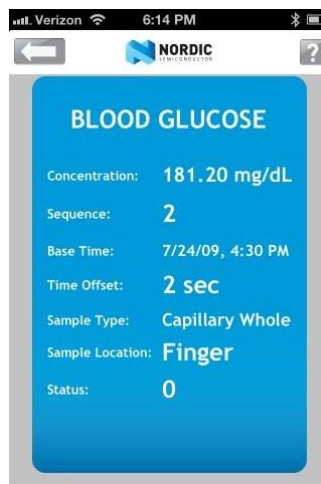 Verizon 6:14 PM
NORDIC
SEMICONDUCTOR
?
BLOOD GLUCOSE
Concentration: 181.20 mg/dL
Sequence: 2
Base Time: 7/24/09, 4:30 PM
Time Offset: 2 sec
Sample Type: Capillary Whole
Sample Location: Finger
Status: 0